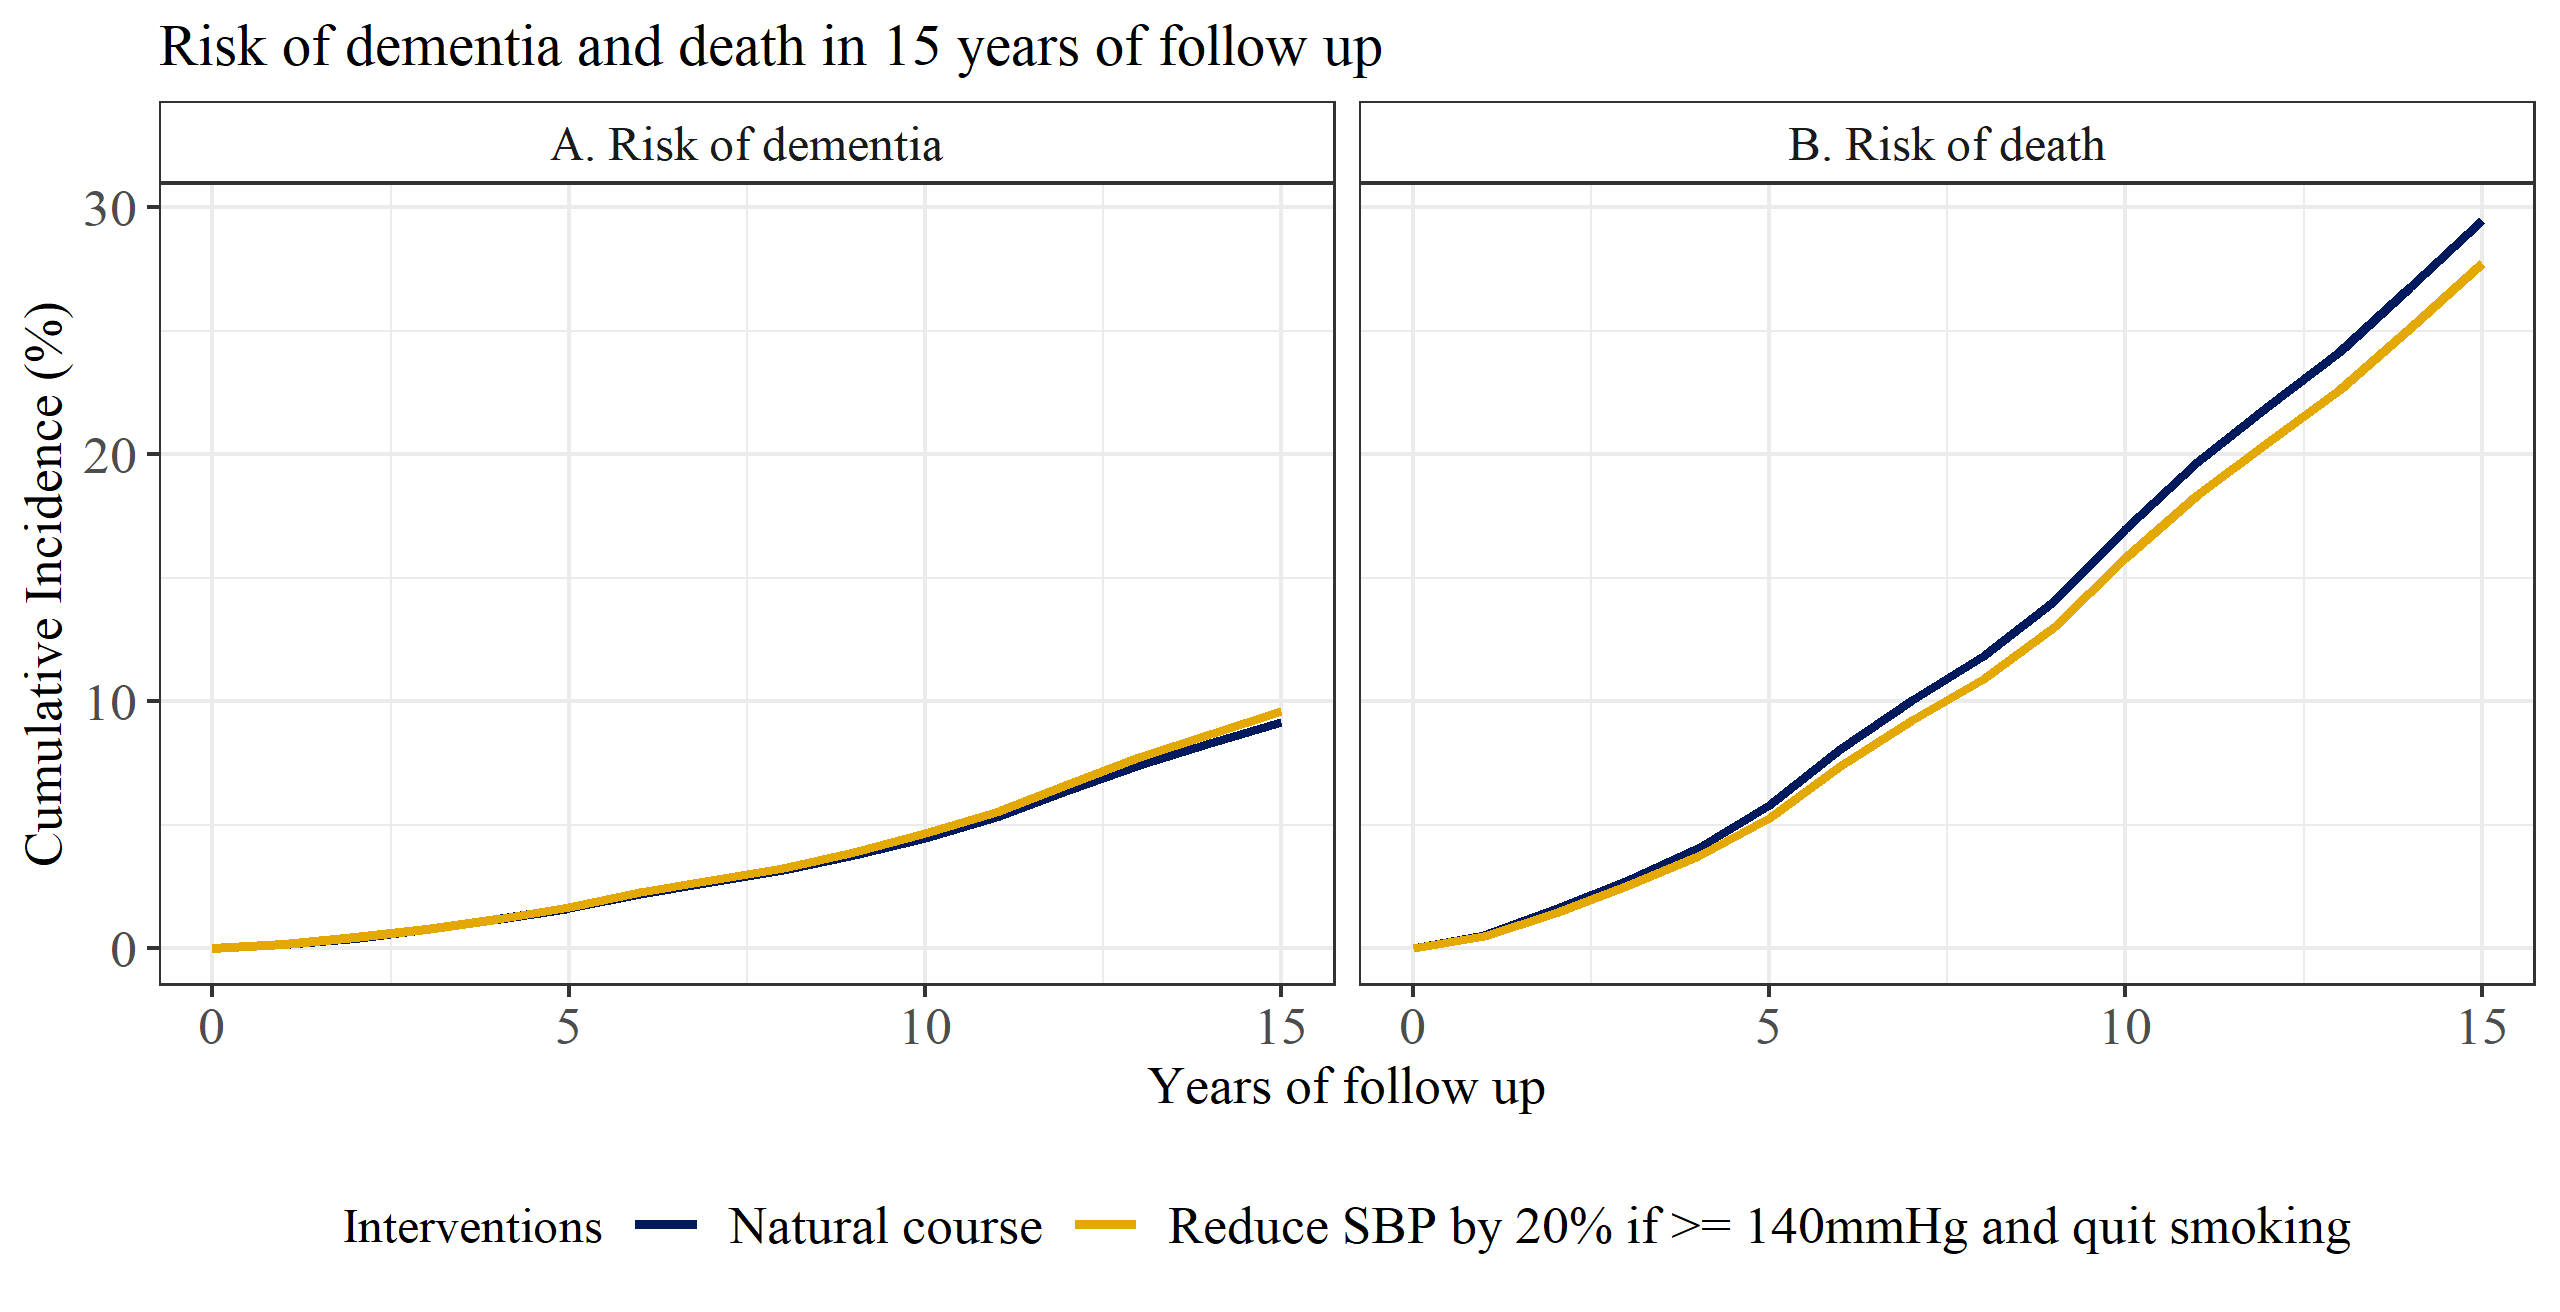 Risk of dementia and death in 15 years of follow up
A. Risk of dementia
B. Risk of death
Cumulative Incidence (%)
30
20
10
0
0 5 10 15
0 5 10 15
Years of follow up
Interventions Natural course Reduce SBP by 20% if >= 140mmHg and quit smoking